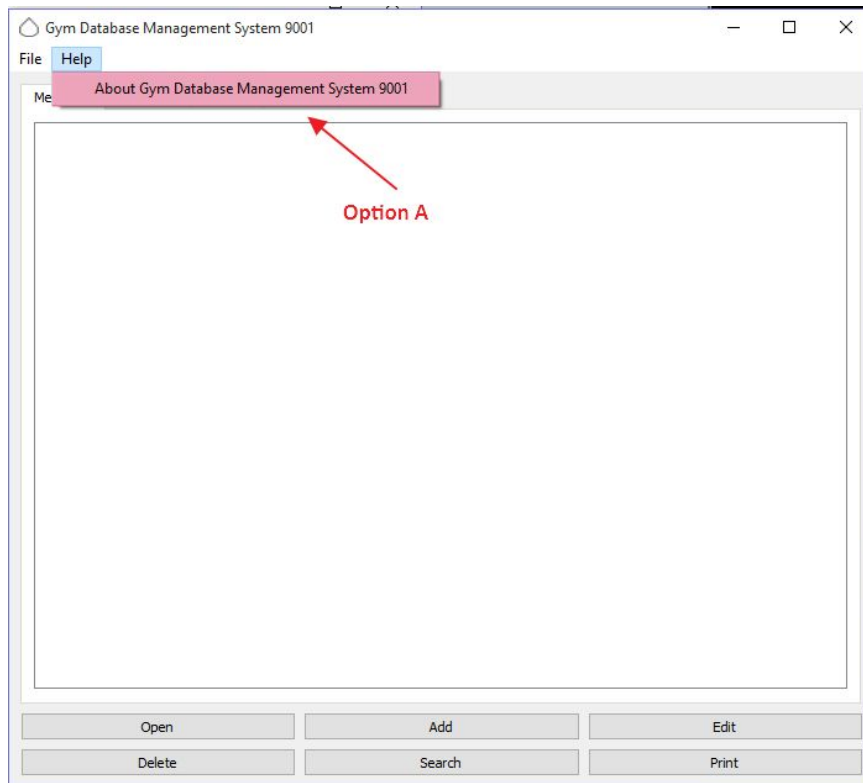 Gym Database Management System 9001
File Help
About Gym Database Management System 9001
Me
Option A
Open Add Edit
Delete Search Print